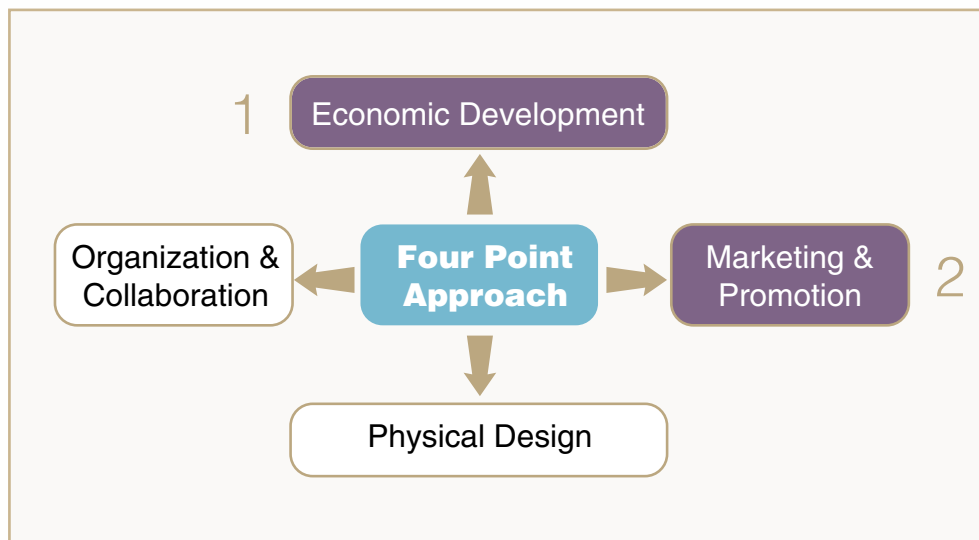 1
Economic Development
Organization &
Collaboration
Four Point
Approach
Marketing &
Promotion
2
Physical Design